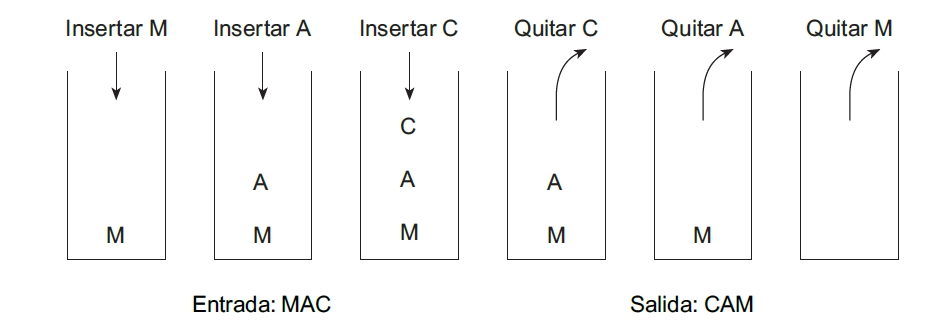 Insertar M Insertar A Insertar C Quitar C Quitar A Quitar M
C
A A A
M M M M M
Entrada: MAC Salida: CAM